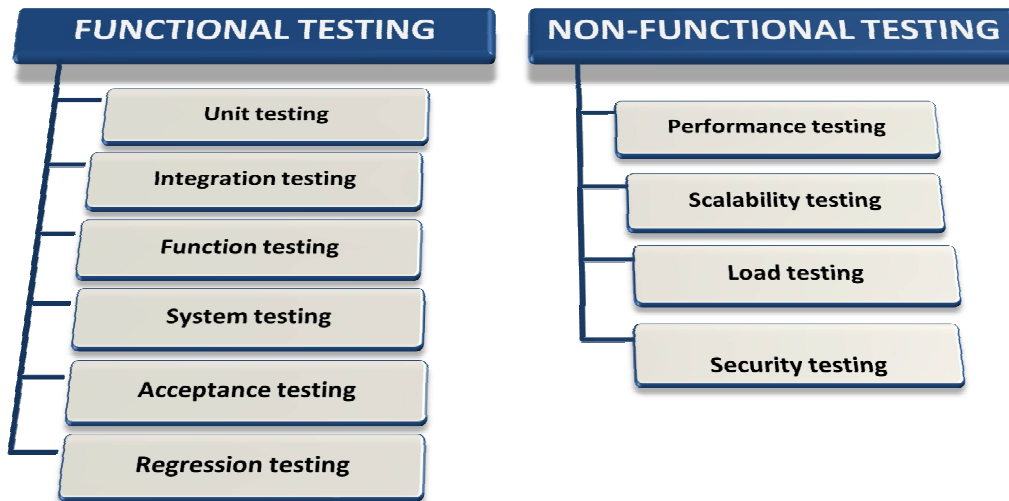 FUNCTIONAL TESTING
Unit testing
Integration testing
Function testing
System testing
Acceptance testing
Regression testing
NON-FUNCTIONAL TESTING
Performance testing
Scalability testing
Load testing
Security testing